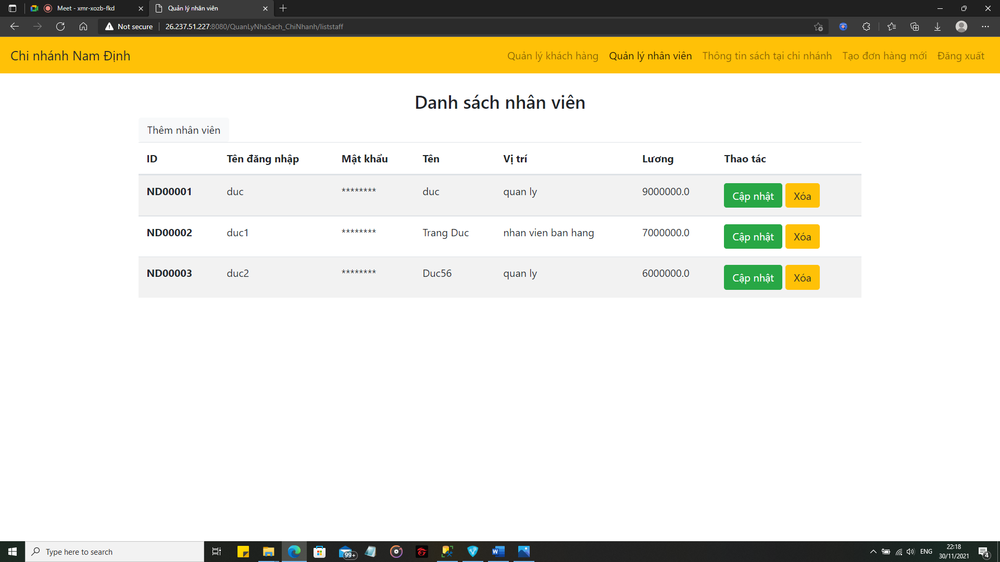 Meet - xmr-xozb-fkd
Quản lý nhân viên
Not secure
26.237.51.227:8080/QuanLyNhaSach_ChiNhanh/liststaff
Chi nhánh Nam Định
Quản lý khách hàng Quản lý nhân viên Thông tin sách tại chi nhánh Tạo đơn hàng mới Đăng xuất
Danh sách nhân viên
Thêm nhân viên
ID Tên đăng nhập Mật khẩu Tên Vị trí Lương Thao tác
ND00001 duc ******** duc quan ly 9000000.0 Cập nhật Xóa
ND00002 duc1 ******** Trang Duc nhan vien ban hang 7000000.0 Cập nhật Xóa
ND00003 duc2 ******** Duc56 quan ly 6000000.0 Cập nhật Xóa
Type here to search
99+
ENG
22:18
30/11/2021
4